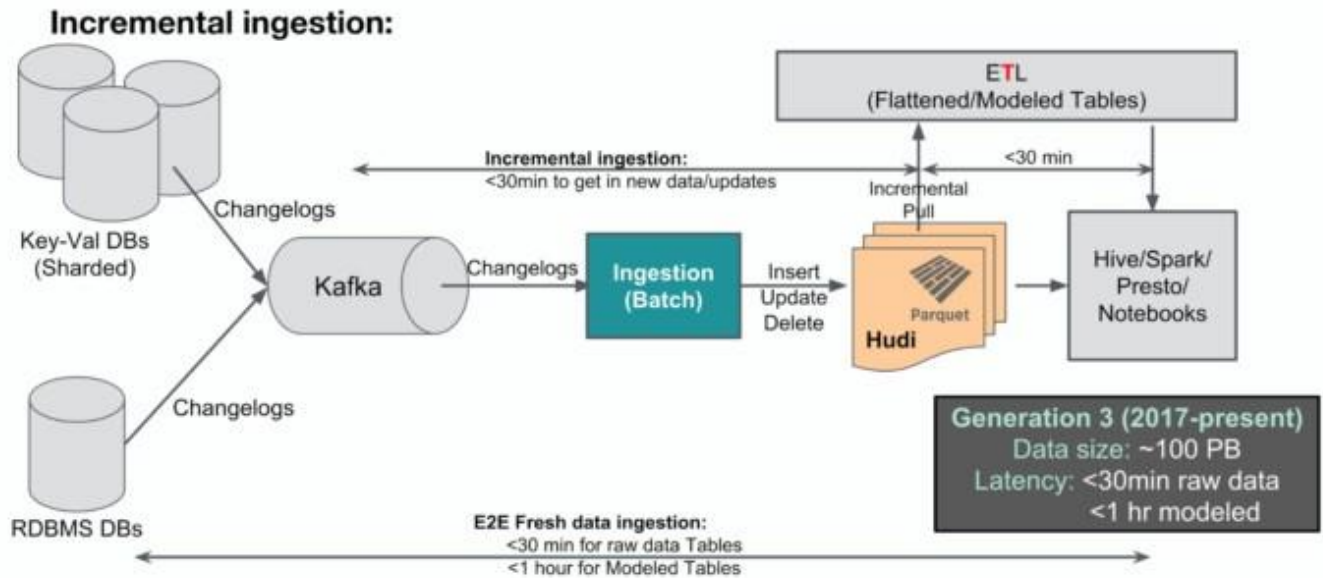 Incremental ingestion:
ETL
(Flattened/Modeled Tables)
Incremental ingestion:
<30min to get in new data/updates
<30 min
Incremental
Pull
Changelogs
Key-Val DBs
(Sharded)
Kafka
Changelogs
Ingestion
(Batch)
Insert
Update
Delete
Parquet
Hudi
Hive/Spark/
Presto/
Notebooks
Changelogs
RDBMS DBs
Generation 3 (2017-present)
Data size: ~100 PB
Latency: <30min raw data
<1 hr modeled
E2E Fresh data ingestion:
<30 min for raw data Tables
<1 hour for Modeled Tables